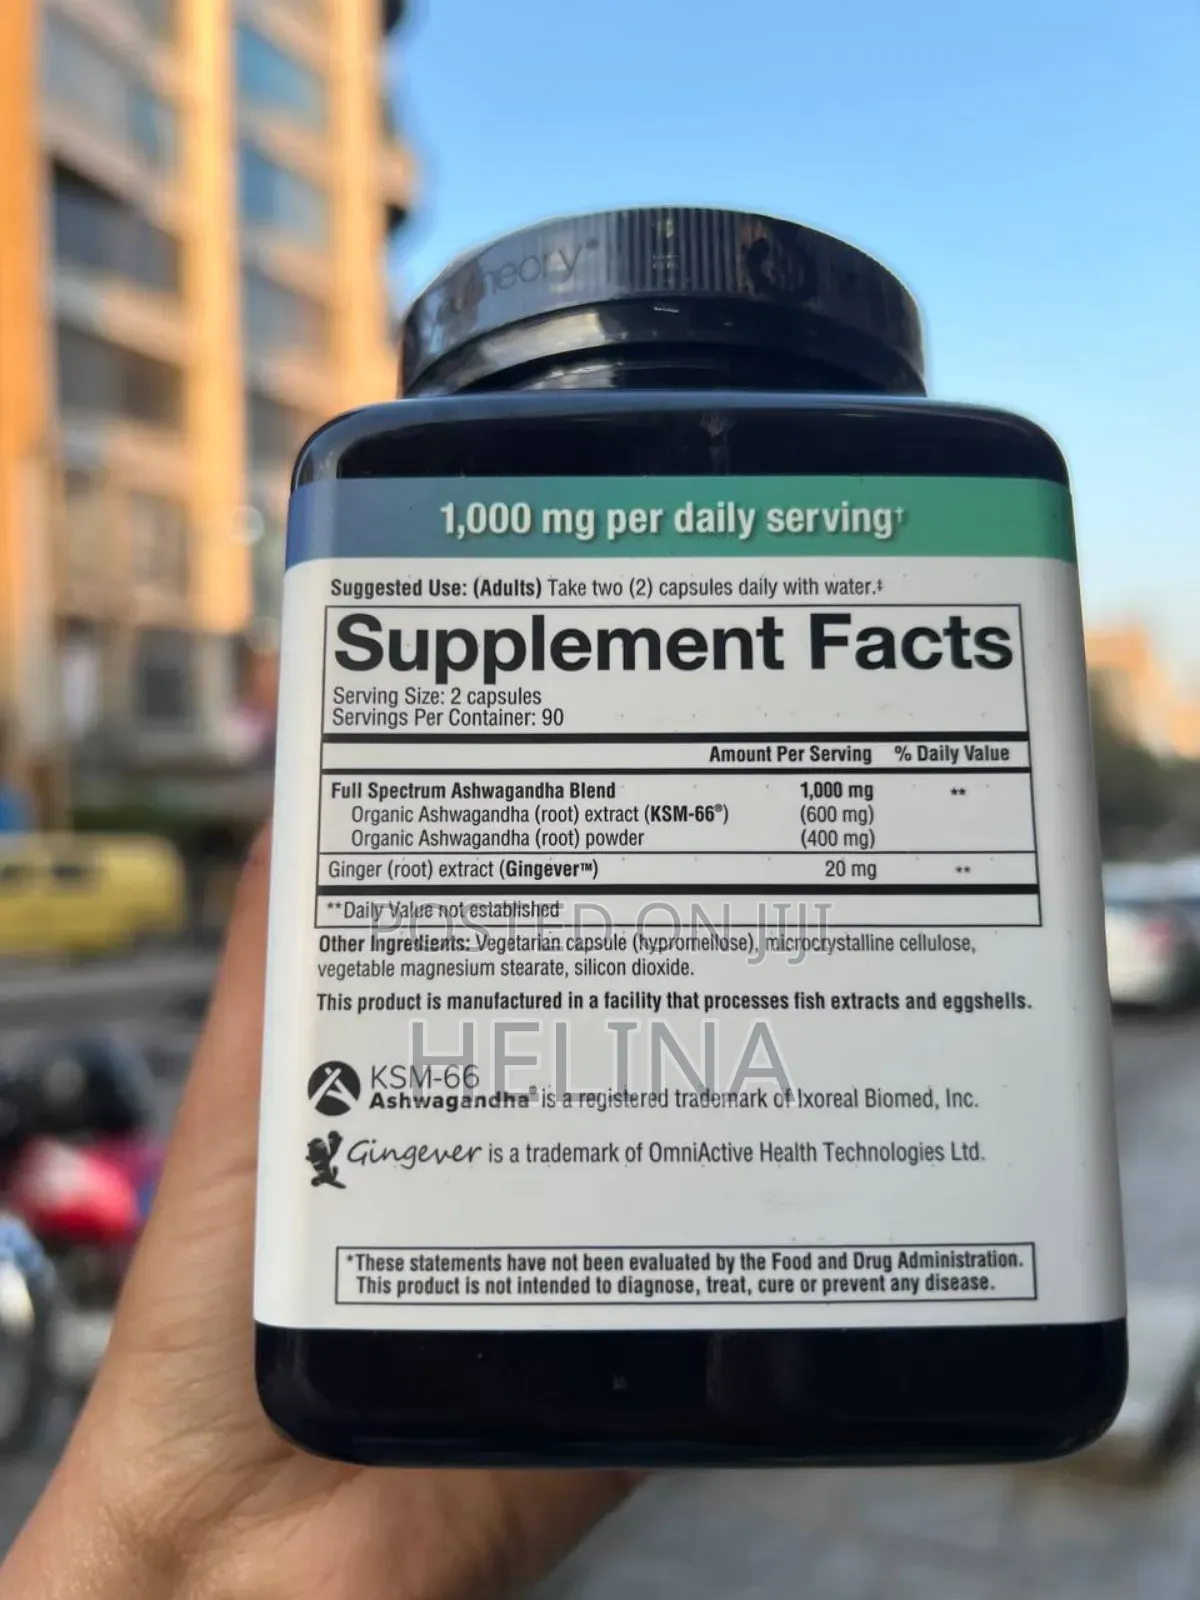 theory®
1,000 mg per daily serving†
Suggested Use: (Adults) Take two (2) capsules daily with water.‡
Supplement Facts
Serving Size: 2 capsules
Servings Per Container: 90
Amount Per Serving % Daily Value
Full Spectrum Ashwagandha Blend 1,000 mg **
Organic Ashwagandha (root) extract (KSM-66®) (600 mg)
Organic Ashwagandha (root) powder (400 mg)
Ginger (root) extract (Gingever™) 20 mg **
**Daily Value not established
POSTED ON JIJI
Other Ingredients: Vegetarian capsule (hypromellose), microcrystalline cellulose,
vegetable magnesium stearate, silicon dioxide.
This product is manufactured in a facility that processes fish extracts and eggshells.
HELINA
KSM-66
Ashwagandha® is a registered trademark of Ixoreal Biomed, Inc.
Gingever is a trademark of OmniActive Health Technologies Ltd.
*These statements have not been evaluated by the Food and Drug Administration.
This product is not intended to diagnose, treat, cure or prevent any disease.